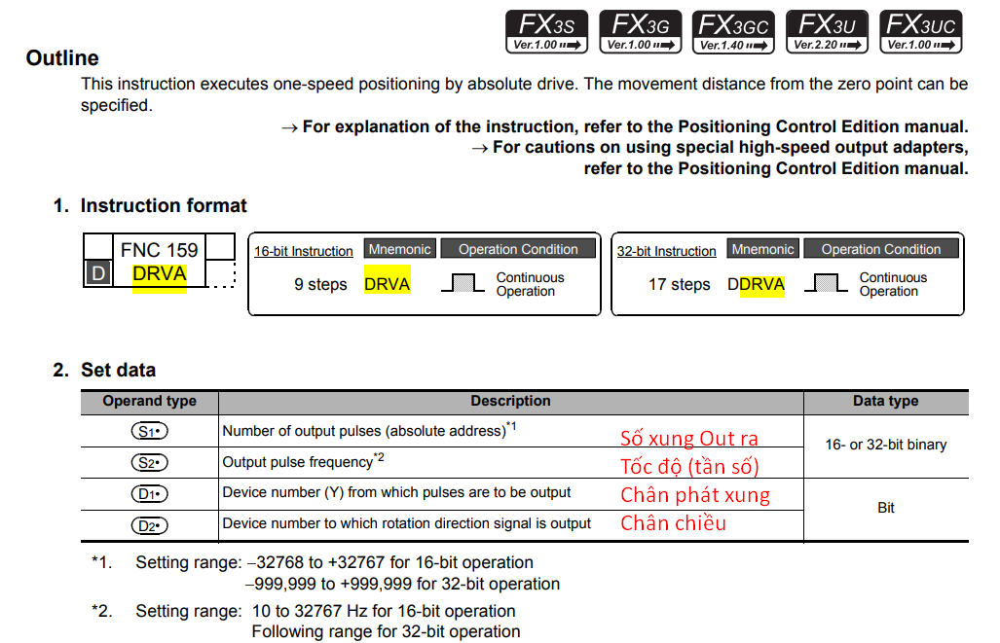 FX3S FX3G FX3GC FX3U FX3UC
Ver.1.00 Ver.1.00 Ver.1.40 Ver.2.20 Ver.1.00
Outline
This instruction executes one-speed positioning by absolute drive. The movement distance from the zero point can be
specified.
→ For explanation of the instruction, refer to the Positioning Control Edition manual.
→ For cautions on using special high-speed output adapters,
refer to the Positioning Control Edition manual.
1. Instruction format
FNC 159
D DRVA
16-bit Instruction Mnemonic Operation Condition
9 steps DRVA Continuous
Operation
32-bit Instruction Mnemonic Operation Condition
17 steps DDRVA Continuous
Operation
2. Set data
Operand type Description Data type
S1• Number of output pulses (absolute address)*1 Số xung Out ra
16- or 32-bit binary
S2• Output pulse frequency*2 Tốc độ (tần số)
D1• Device number (Y) from which pulses are to be output Chân phát xung
Bit
D2• Device number to which rotation direction signal is output Chân chiều
*1. Setting range: –32768 to +32767 for 16-bit operation
–999,999 to +999,999 for 32-bit operation
*2. Setting range: 10 to 32767 Hz for 16-bit operation
Following range for 32-bit operation